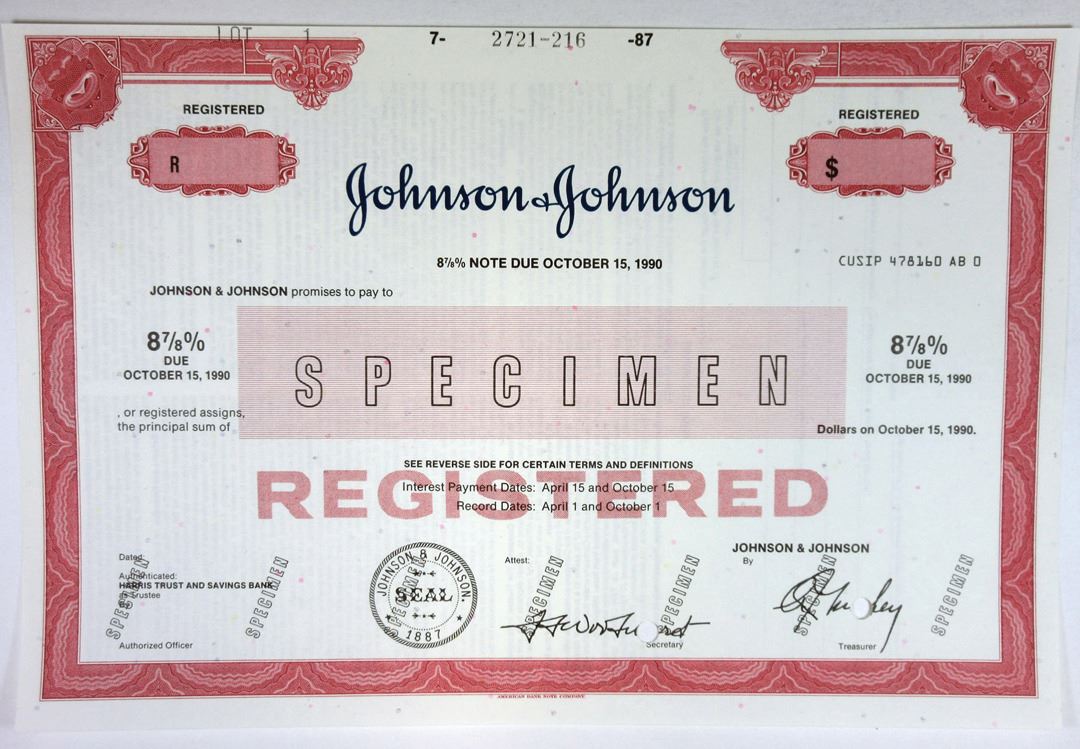 LOT 1 7- 2721-216 -87
REGISTERED
REGISTERED
R
$
Johnson & Johnson
8⅞% NOTE DUE OCTOBER 15, 1990
CUSIP 478160 AB 0
JOHNSON & JOHNSON promises to pay to
8⅞%
DUE
OCTOBER 15, 1990
SPECIMEN
8⅞%
DUE
OCTOBER 15, 1990
, or registered assigns,
the principal sum of
Dollars on October 15, 1990.
SEE REVERSE SIDE FOR CERTAIN TERMS AND DEFINITIONS
REGISTERED
Interest Payment Dates: April 15 and October 15
Record Dates: April 1 and October 1
Dated:
Authenticated:
HARRIS TRUST AND SAVINGS BANK
as Trustee
By
Authorized Officer
SPECIMEN
SPECIMEN
JOHNSON & JOHNSON.
SEAL
1887
SPECIMEN
Attest:
SPECIMEN
SPECIMEN
Secretary
JOHNSON & JOHNSON
By
SPECIMEN
Treasurer
SPECIMEN
AMERICAN BANK NOTE COMPANY